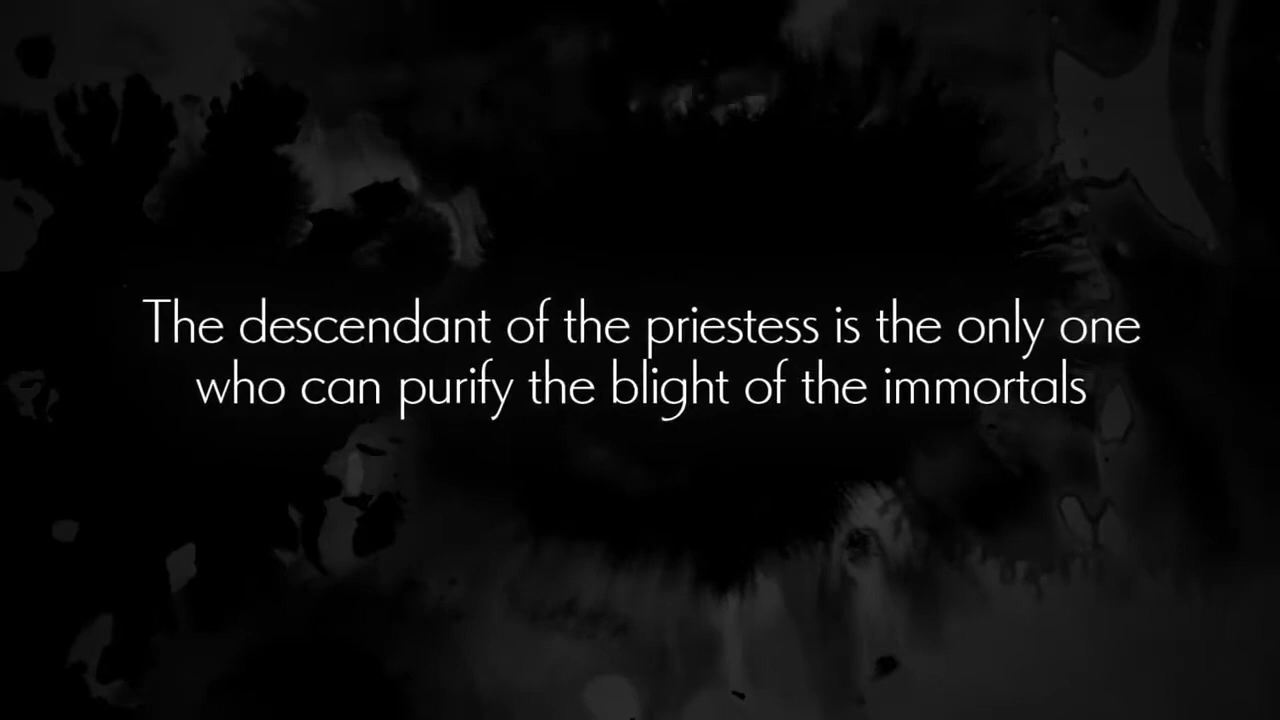 The descendant of the priestess is the only one
who can purify the blight of the immortals